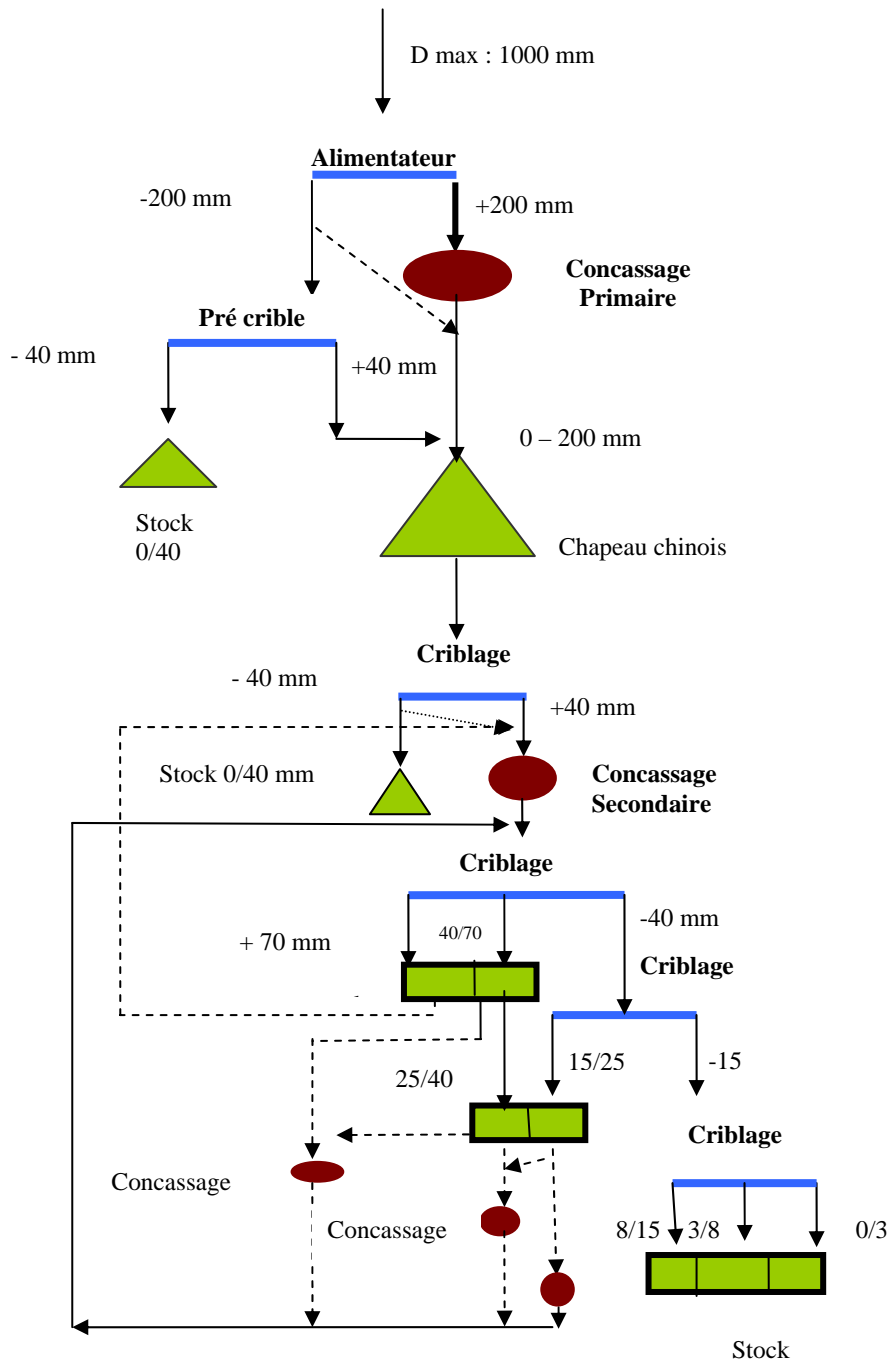 D max : 1000 mm
Alimentateur
-200 mm
+200 mm
Concassage
Primaire
Pré crible
- 40 mm
+40 mm
0 – 200 mm
Stock
0/40
Chapeau chinois
Criblage
- 40 mm
+40 mm
Stock 0/40 mm
Concassage
Secondaire
Criblage
+ 70 mm
40/70
-40 mm
Criblage
25/40
15/25
-15
Criblage
Concassage
Concassage
8/15
3/8
0/3
Stock